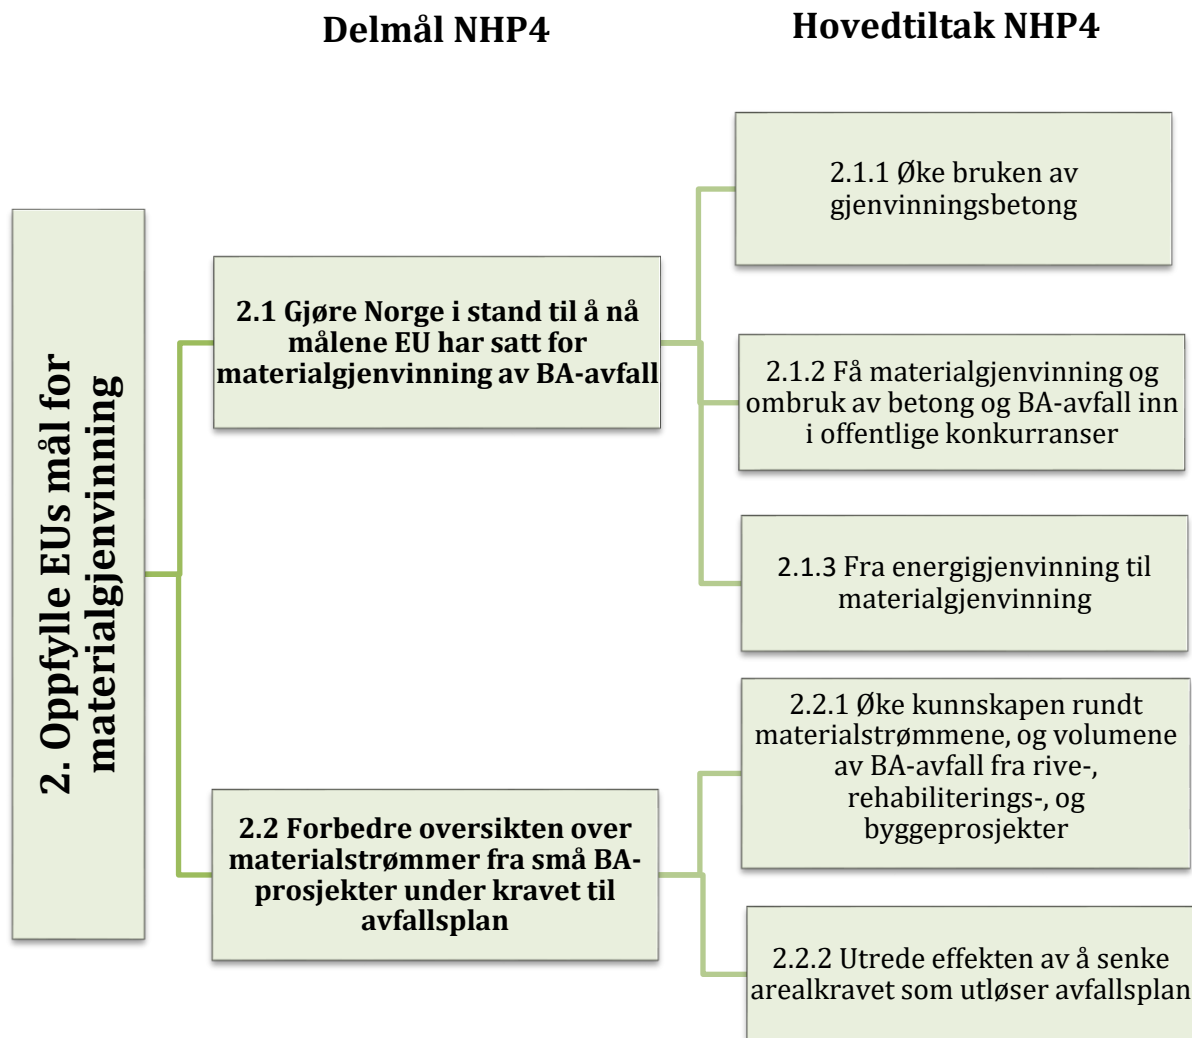 Delmål NHP4
Hovedtiltak NHP4
2. Oppfylle EUs mål for
materialgjenvinning
2.1 Gjøre Norge i stand til å nå
målene EU har satt for
materialgjenvinning av BA-avfall
2.1.1 Øke bruken av
gjenvinningsbetong
2.1.2 Få materialgjenvinning og
ombruk av betong og BA-avfall inn
i offentlige konkurranser
2.1.3 Fra energigjenvinning til
materialgjenvinning
2.2 Forbedre oversikten over
materialstrømmer fra små BA-
prosjekter under kravet til
avfallsplan
2.2.1 Øke kunnskapen rundt
materialstrømmene, og volumene
av BA-avfall fra rive-,
rehabiliterings-, og
byggeprosjekter
2.2.2 Utrede effekten av å senke
arealkravet som utløser avfallsplan